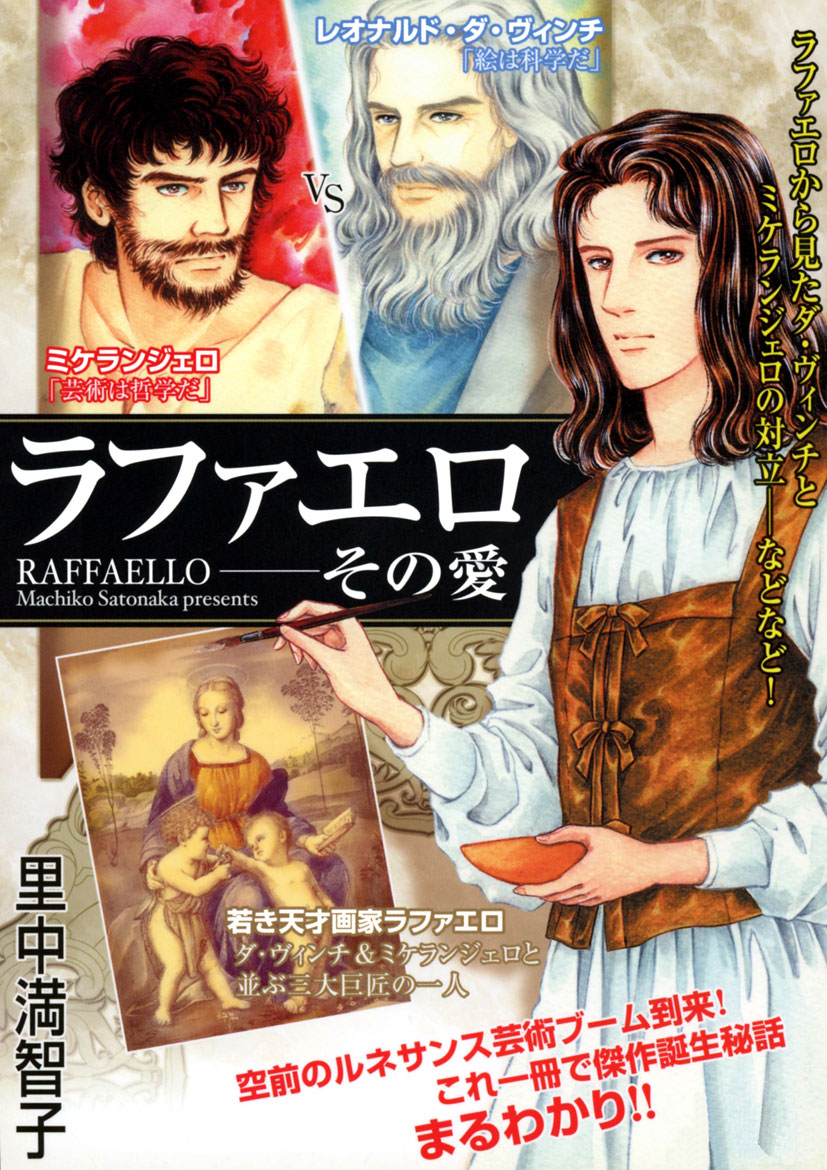 レオナルド・ダ・ヴィンチ
「絵は科学だ」
VS
ミケランジェロ
「芸術は哲学だ」
ラファエロから見たダ・ヴィンチと
ミケランジェロの対立――などなど!
ラファエロ
RAFFAELLO――その愛
Machiko Satonaka presents
若き天才画家ラファエロ
ダ・ヴィンチ&ミケランジェロと
並ぶ三大巨匠の一人
里中満智子
空前のルネサンス芸術ブーム到来!
これ一冊で傑作誕生秘話
まるわかり!!